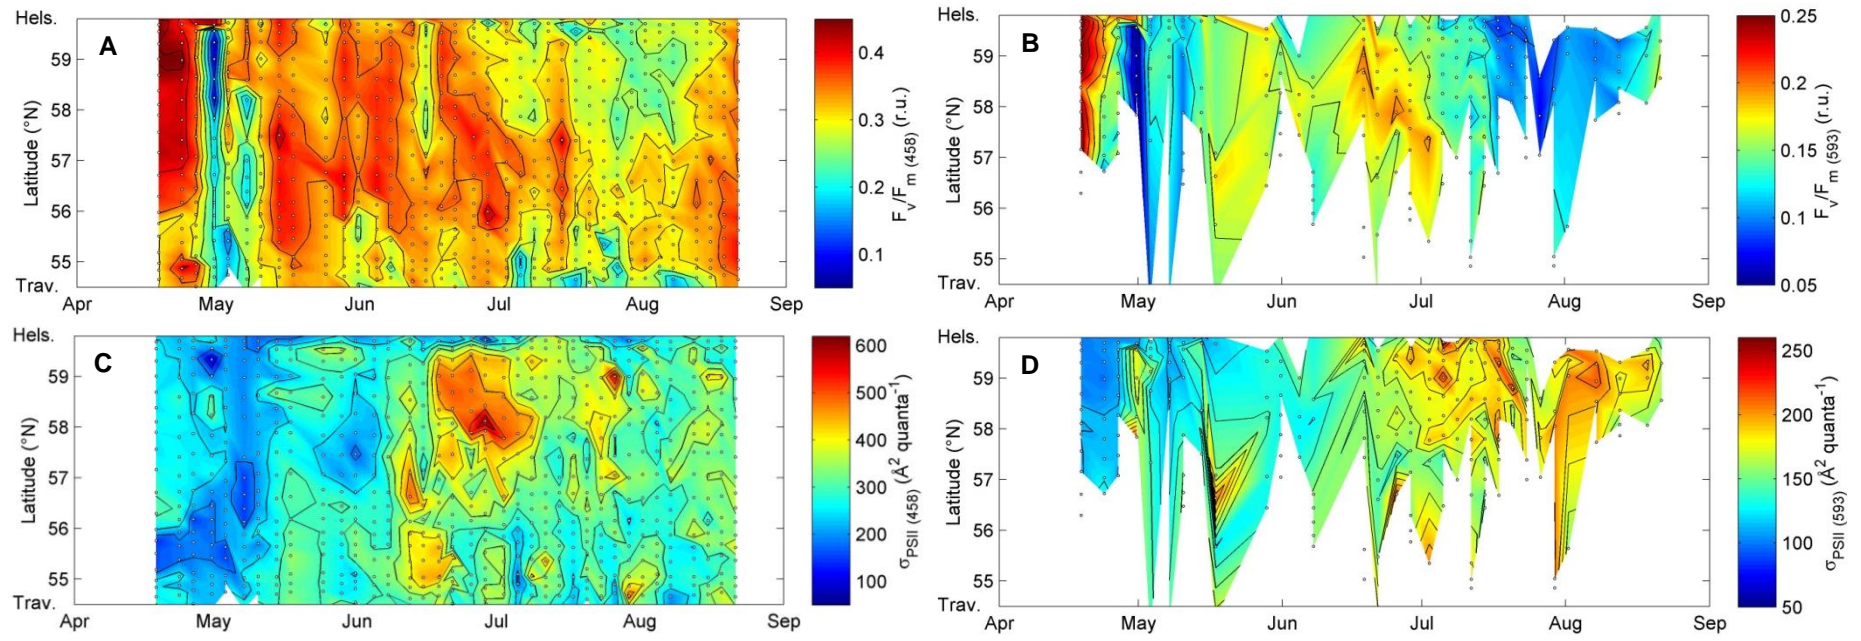 Hels.
A
59
58
57
56
55
Trav.
Latitude (°N)
Apr May Jun Jul Aug Sep
0.4
0.3
0.2
0.1
Fv/Fm (458) (r.u.)
Hels.
B
59
58
57
56
55
Trav.
Latitude (°N)
Apr May Jun Jul Aug Sep
0.25
0.2
0.15
0.1
0.05
Fv/Fm (593) (r.u.)
Hels.
C
59
58
57
56
55
Trav.
Latitude (°N)
Apr May Jun Jul Aug Sep
600
500
400
300
200
100
σPSII (458) (Å² quanta⁻¹)
Hels.
D
59
58
57
56
55
Trav.
Latitude (°N)
Apr May Jun Jul Aug Sep
250
200
150
100
50
σPSII (593) (Å² quanta⁻¹)